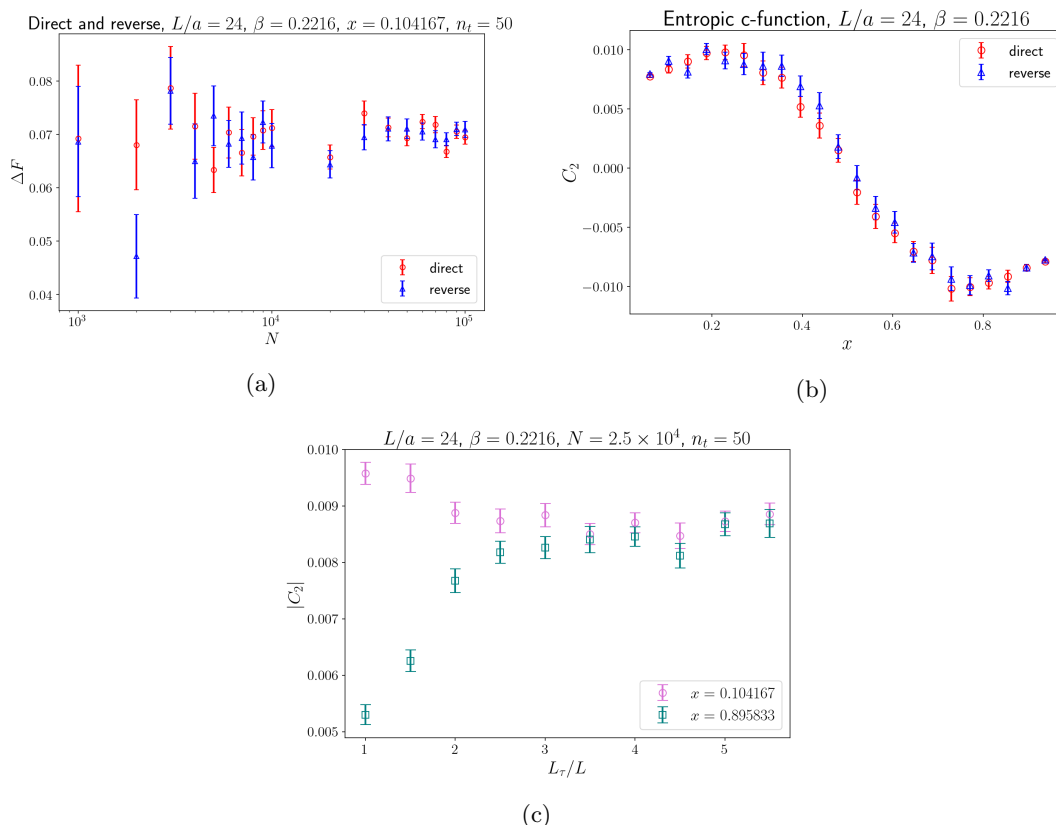 Direct and reverse, L/a = 24, β = 0.2216, x = 0.104167, n_t = 50
0.08
0.07
0.06
0.05
0.04
ΔF
direct
reverse
10^3
10^4
10^5
N
(a)
Entropic c-function, L/a = 24, β = 0.2216
0.010
0.005
0.000
−0.005
−0.010
C_2
direct
reverse
0.2
0.4
0.6
0.8
x
(b)
L/a = 24, β = 0.2216, N = 2.5 × 10^4, n_t = 50
0.010
0.009
0.008
0.007
0.006
0.005
|C_2|
x = 0.104167
x = 0.895833
1
2
3
4
5
L_τ/L
(c)